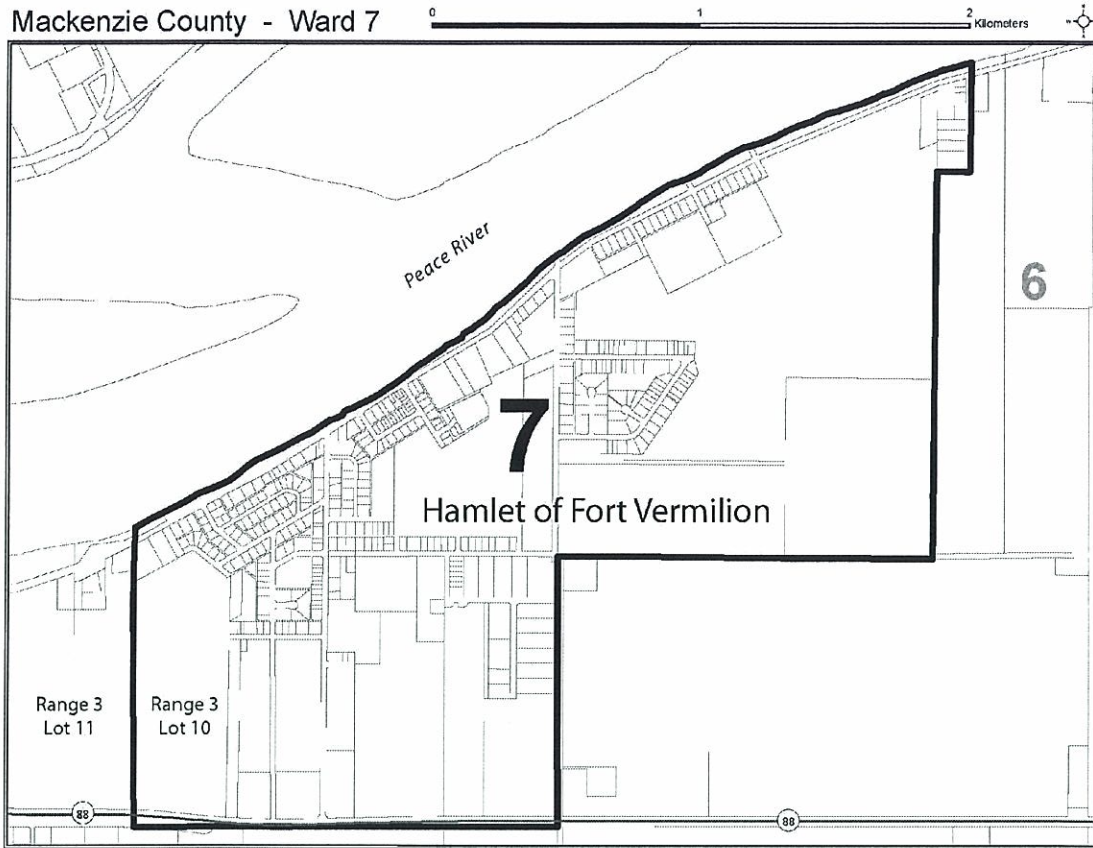 Mackenzie County - Ward 7
0 1 2 Kilometers
Peace River
6
7
Hamlet of Fort Vermilion
Range 3
Lot 11
Range 3
Lot 10
88
88